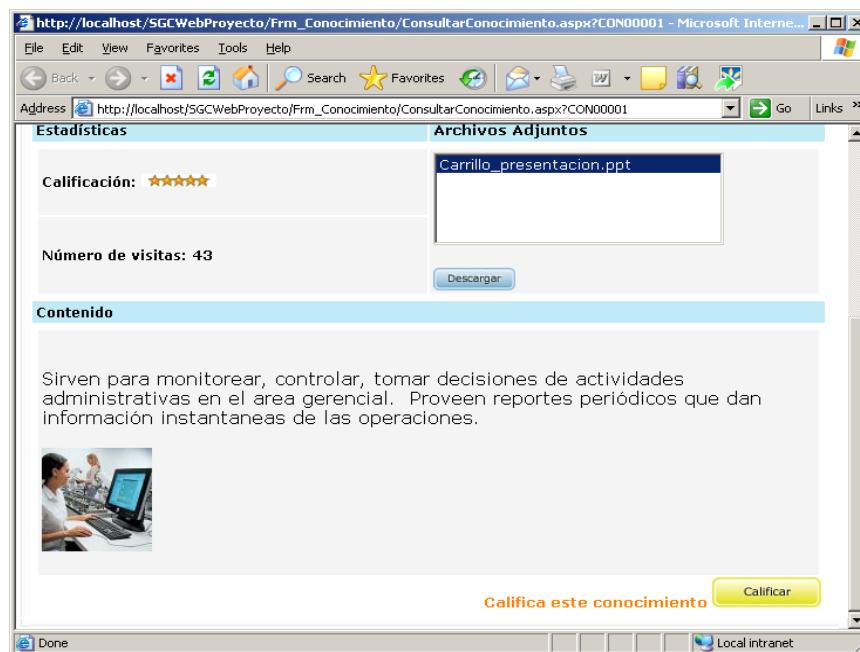 http://localhost/SGCWebProyecto/Frm_Conocimiento/ConsultarConocimiento.aspx?CON00001 - Microsoft Interne...
File Edit View Favorites Tools Help
Back Search Favorites
Address http://localhost/SGCWebProyecto/Frm_Conocimiento/ConsultarConocimiento.aspx?CON00001 Go Links »
Estadísticas Archivos Adjuntos
Carrillo_presentacion.ppt
Calificación:
Número de visitas: 43
Descargar
Contenido
Sirven para monitorear, controlar, tomar decisiones de actividades
administrativas en el area gerencial. Proveen reportes periódicos que dan
información instantaneas de las operaciones.
Califica este conocimiento Calificar
Done Local intranet